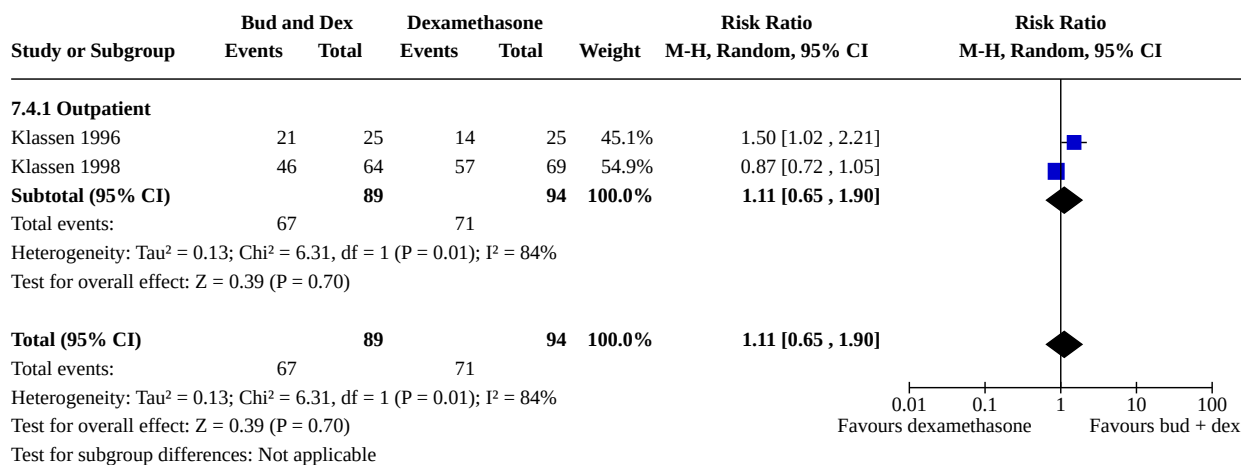 Bud and Dex Dexamethasone Risk Ratio Risk Ratio
Study or Subgroup Events Total Events Total Weight M-H, Random, 95% CI M-H, Random, 95% CI
7.4.1 Outpatient
Klassen 1996 21 25 14 25 45.1% 1.50 [1.02 , 2.21]
Klassen 1998 46 64 57 69 54.9% 0.87 [0.72 , 1.05]
Subtotal (95% CI) 89 94 100.0% 1.11 [0.65 , 1.90]
Total events: 67 71
Heterogeneity: Tau² = 0.13; Chi² = 6.31, df = 1 (P = 0.01); I² = 84%
Test for overall effect: Z = 0.39 (P = 0.70)
Total (95% CI) 89 94 100.0% 1.11 [0.65 , 1.90]
Total events: 67 71
Heterogeneity: Tau² = 0.13; Chi² = 6.31, df = 1 (P = 0.01); I² = 84%
0.01 0.1 1 10 100
Test for overall effect: Z = 0.39 (P = 0.70) Favours dexamethasone Favours bud + dex
Test for subgroup differences: Not applicable